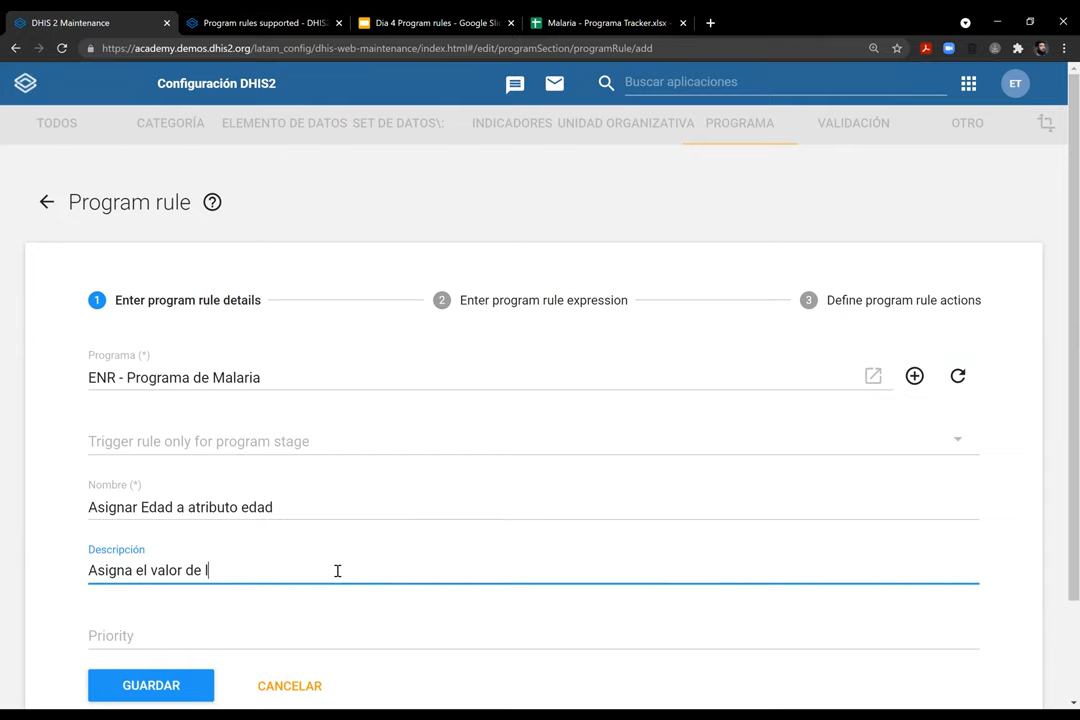 DHIS 2 Maintenance
Program rules supported - DHIS
Dia 4 Program rules - Google Sli
Malaria - Programa Tracker.xlsx -
https://academy.demos.dhis2.org/latam_config/dhis-web-maintenance/index.html#/edit/programSection/programRule/add
Configuración DHIS2
Buscar aplicaciones
ET
TODOS CATEGORÍA ELEMENTO DE DATOS SET DE DATOS\: INDICADORES UNIDAD ORGANIZATIVA PROGRAMA VALIDACIÓN OTRO
Program rule
1 Enter program rule details 2 Enter program rule expression 3 Define program rule actions
Programa (*)
ENR - Programa de Malaria
Trigger rule only for program stage
Nombre (*)
Asignar Edad a atributo edad
Descripción
Asigna el valor de l
Priority
GUARDAR CANCELAR